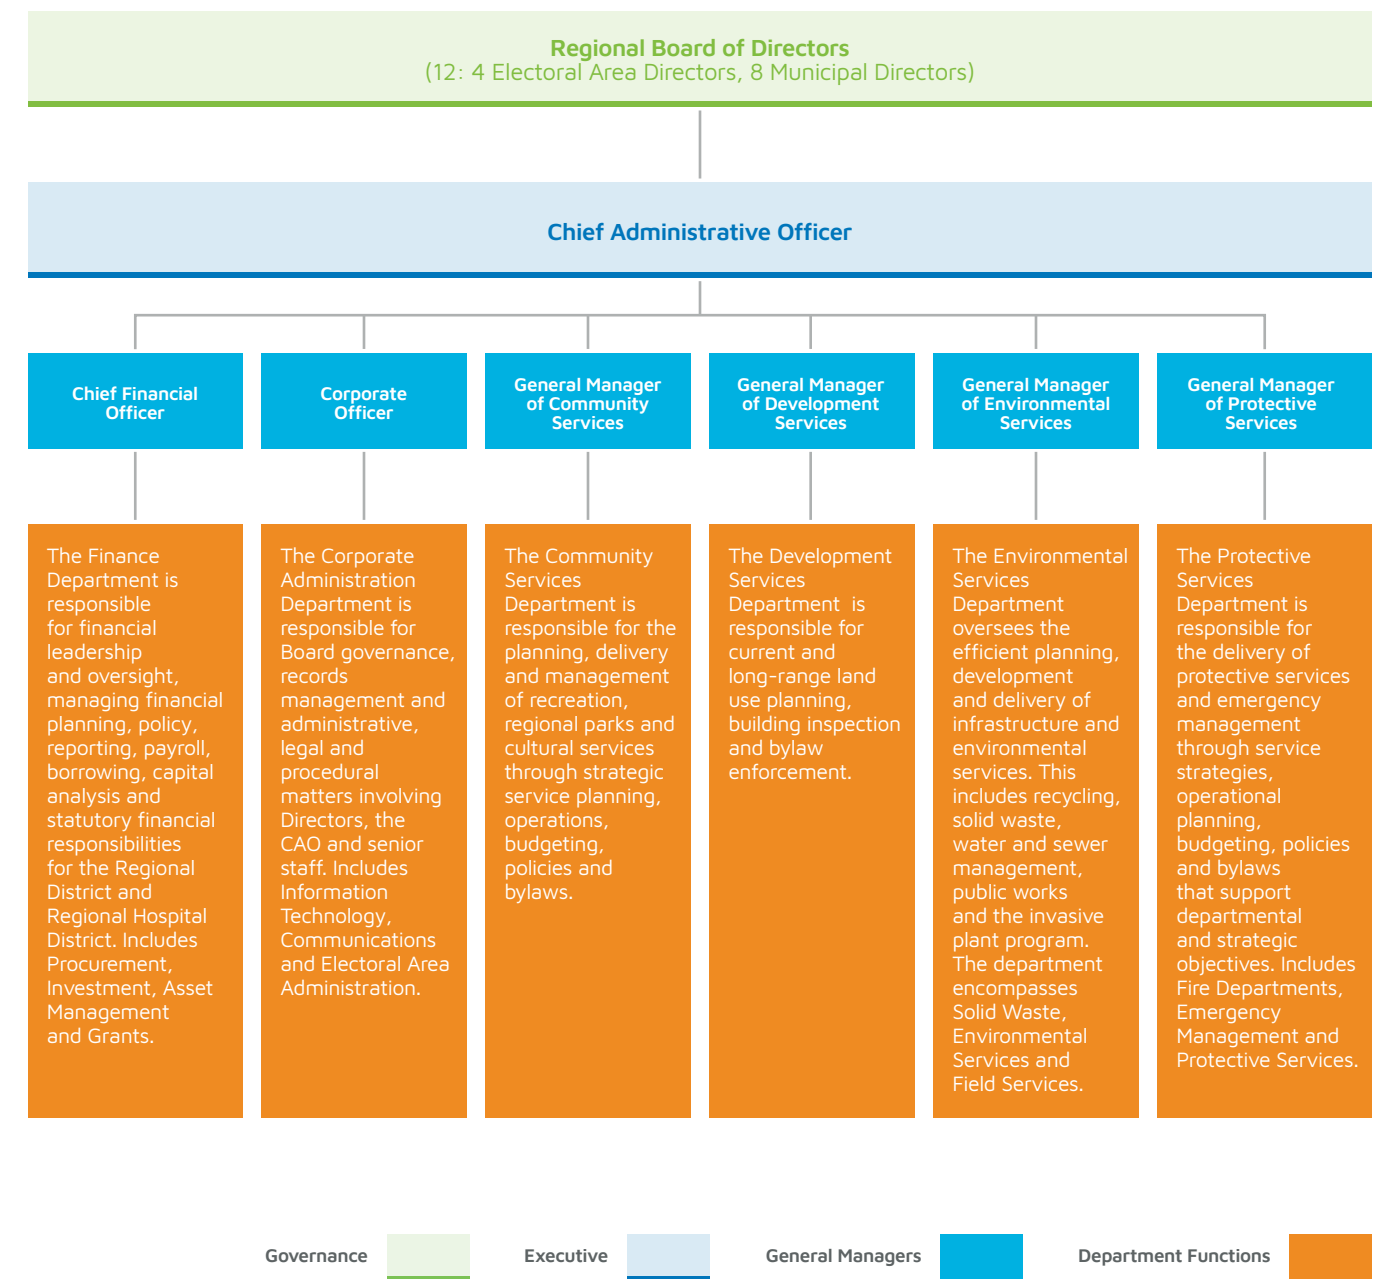 Regional Board of Directors
(12: 4 Electoral Area Directors, 8 Municipal Directors)
Chief Administrative Officer
Chief Financial
Officer
Corporate
Officer
General Manager
of Community
Services
General Manager
of Development
Services
General Manager
of Environmental
Services
General Manager
of Protective
Services
The Finance
Department is
responsible
for financial
leadership
and oversight,
managing financial
planning, policy,
reporting, payroll,
borrowing, capital
analysis and
statutory financial
responsibilities
for the Regional
District and
Regional Hospital
District. Includes
Procurement,
Investment, Asset
Management
and Grants.
The Corporate
Administration
Department is
responsible for
Board governance,
records
management and
administrative,
legal and
procedural
matters involving
Directors, the
CAO and senior
staff. Includes
Information
Technology,
Communications
and Electoral Area
Administration.
The Community
Services
Department is
responsible for the
planning, delivery
and management
of recreation,
regional parks and
cultural services
through strategic
service planning,
operations,
budgeting,
policies and
bylaws.
The Development
Services
Department  is
responsible for
current and
long-range land
use planning,
building inspection
and bylaw
enforcement.
The Environmental
Services
Department
oversees the
efficient planning,
development
and delivery of
infrastructure and
environmental
services. This
includes recycling,
solid waste,
water and sewer
management,
public works
and the invasive
plant program.
The department
encompasses
Solid Waste,
Environmental
Services and
Field Services.
The Protective
Services
Department is
responsible for
the delivery of
protective services
and emergency
management
through service
strategies,
operational
planning,
budgeting, policies
and bylaws
that support
departmental
and strategic
objectives. Includes
Fire Departments,
Emergency
Management and
Protective Services.
Governance
Executive
General Managers
Department Functions